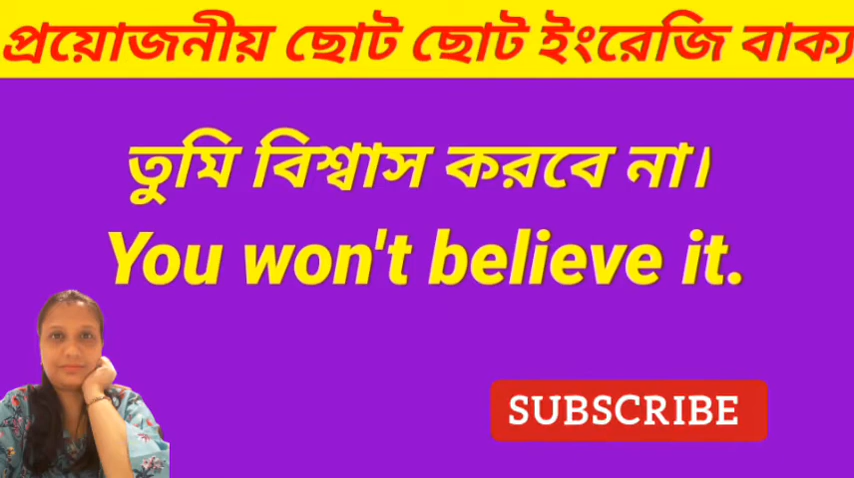 প্রয়োজনীয় ছোট ছোট ইংরেজি বাক্য
তুমি বিশ্বাস করবে না।
You won't believe it.
SUBSCRIBE